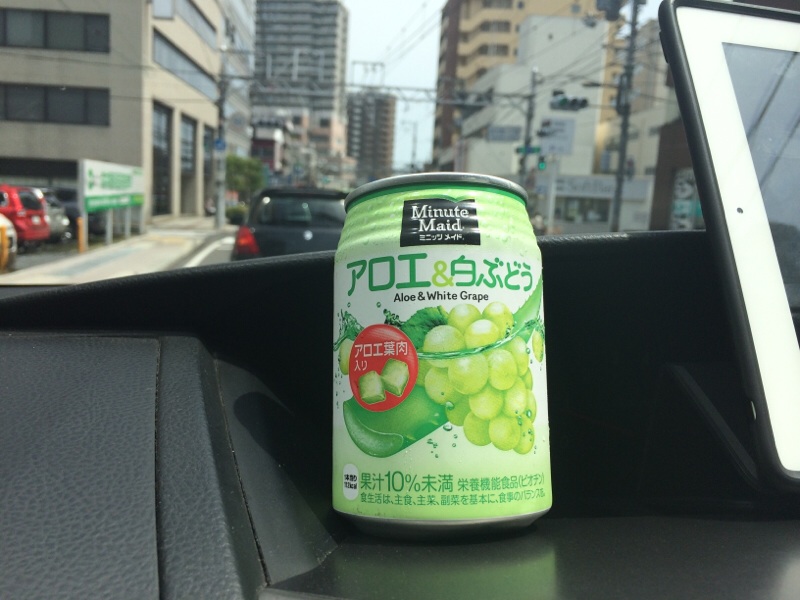 Minute
Maid
ミニッツ メイド
アロエ&白ぶどう
Aloe & White Grape
アロエ葉肉
入り
果汁10%未満 栄養機能食品(ビオチン)
食生活は、主食、主菜、副菜を基本に、食事のバランスを。